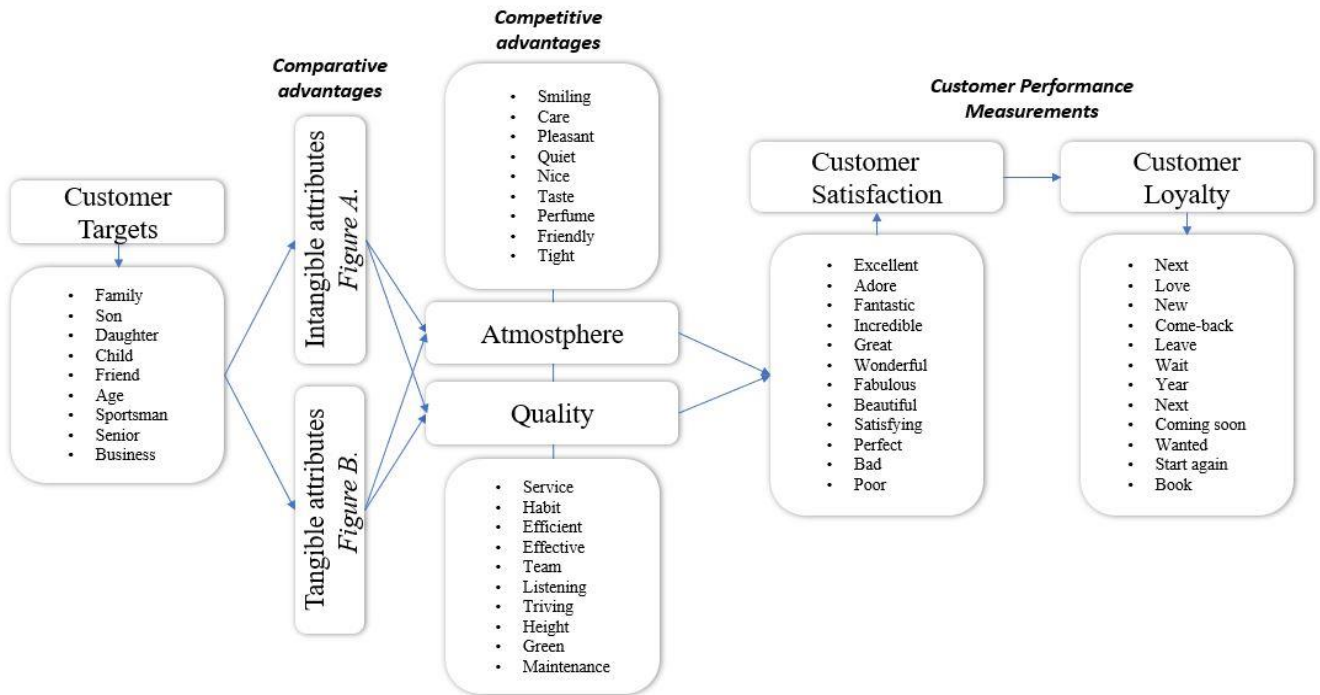 Competitive
advantages
Comparative
advantages
Customer Performance
Measurements
Customer
Targets
• Family
• Son
• Daughter
• Child
• Friend
• Age
• Sportsman
• Senior
• Business
Intangible attributes
Figure A.
Tangible attributes
Figure B.
• Smiling
• Care
• Pleasant
• Quiet
• Nice
• Taste
• Perfume
• Friendly
• Tight
Atmostphere
Quality
• Service
• Habit
• Efficient
• Effective
• Team
• Listening
• Triving
• Height
• Green
• Maintenance
Customer
Satisfaction
• Excellent
• Adore
• Fantastic
• Incredible
• Great
• Wonderful
• Fabulous
• Beautiful
• Satisfying
• Perfect
• Bad
• Poor
Customer
Loyalty
• Next
• Love
• New
• Come-back
• Leave
• Wait
• Year
• Next
• Coming soon
• Wanted
• Start again
• Book